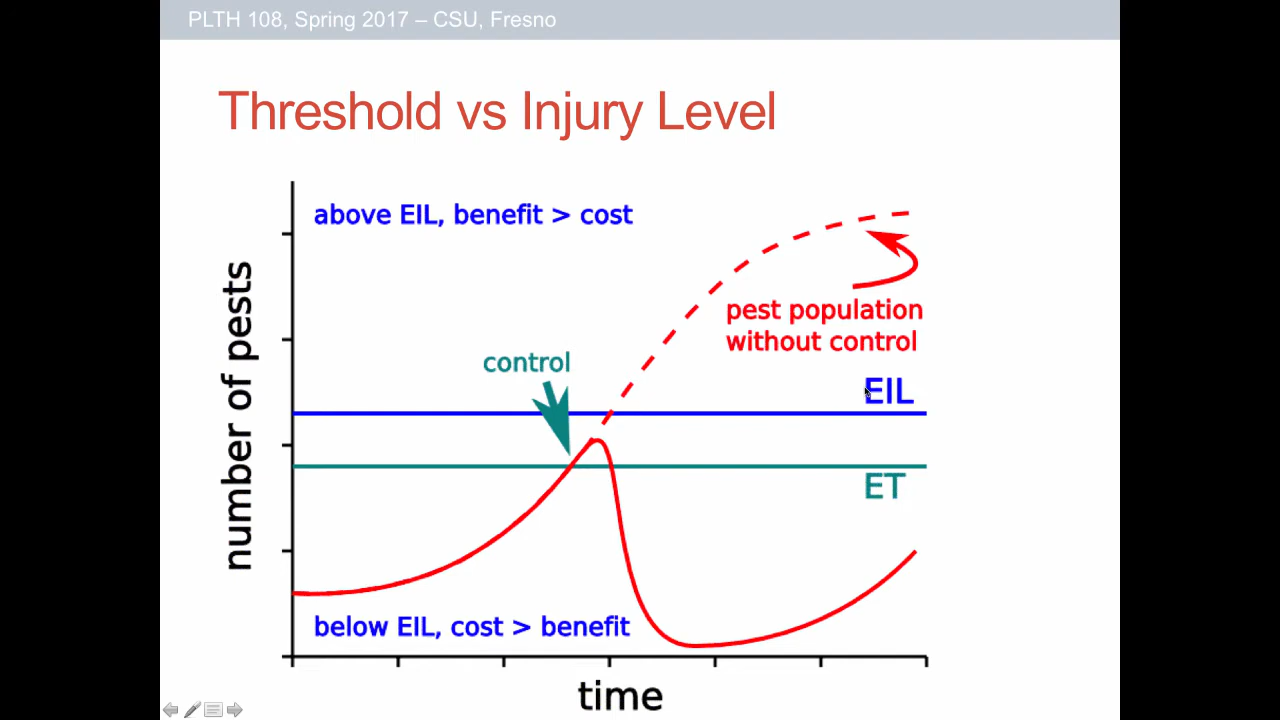 PLTH 108, Spring 2017 – CSU, Fresno
Threshold vs Injury Level
above EIL, benefit > cost
number of pests
pest population
without control
control
EIL
ET
below EIL, cost > benefit
time